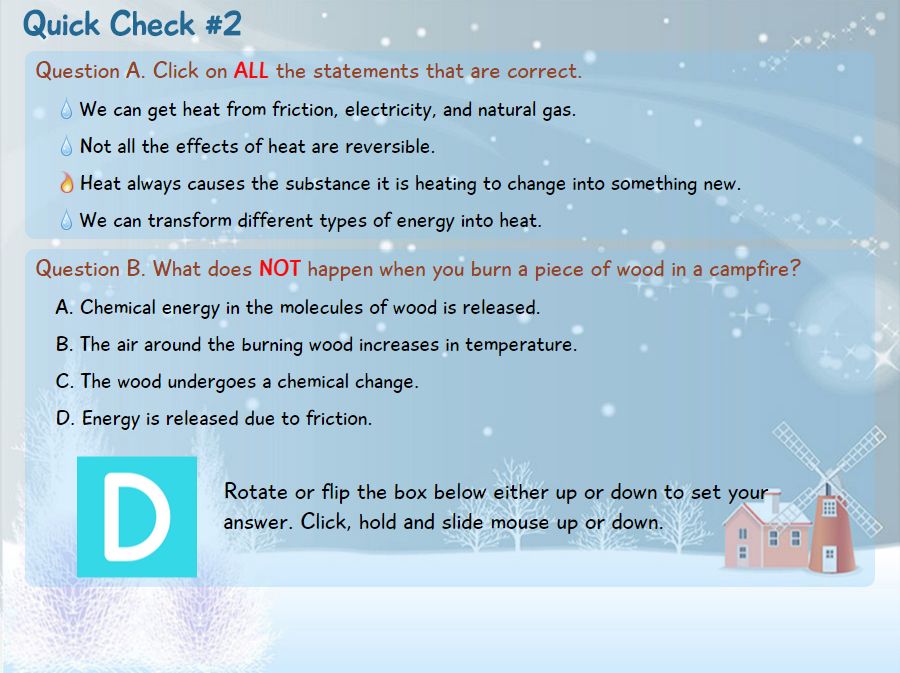 Quick Check #2
Question A. Click on ALL the statements that are correct.
We can get heat from friction, electricity, and natural gas.
Not all the effects of heat are reversible.
Heat always causes the substance it is heating to change into something new.
We can transform different types of energy into heat.
Question B. What does NOT happen when you burn a piece of wood in a campfire?
A. Chemical energy in the molecules of wood is released.
B. The air around the burning wood increases in temperature.
C. The wood undergoes a chemical change.
D. Energy is released due to friction.
D
Rotate or flip the box below either up or down to set your
answer. Click, hold and slide mouse up or down.